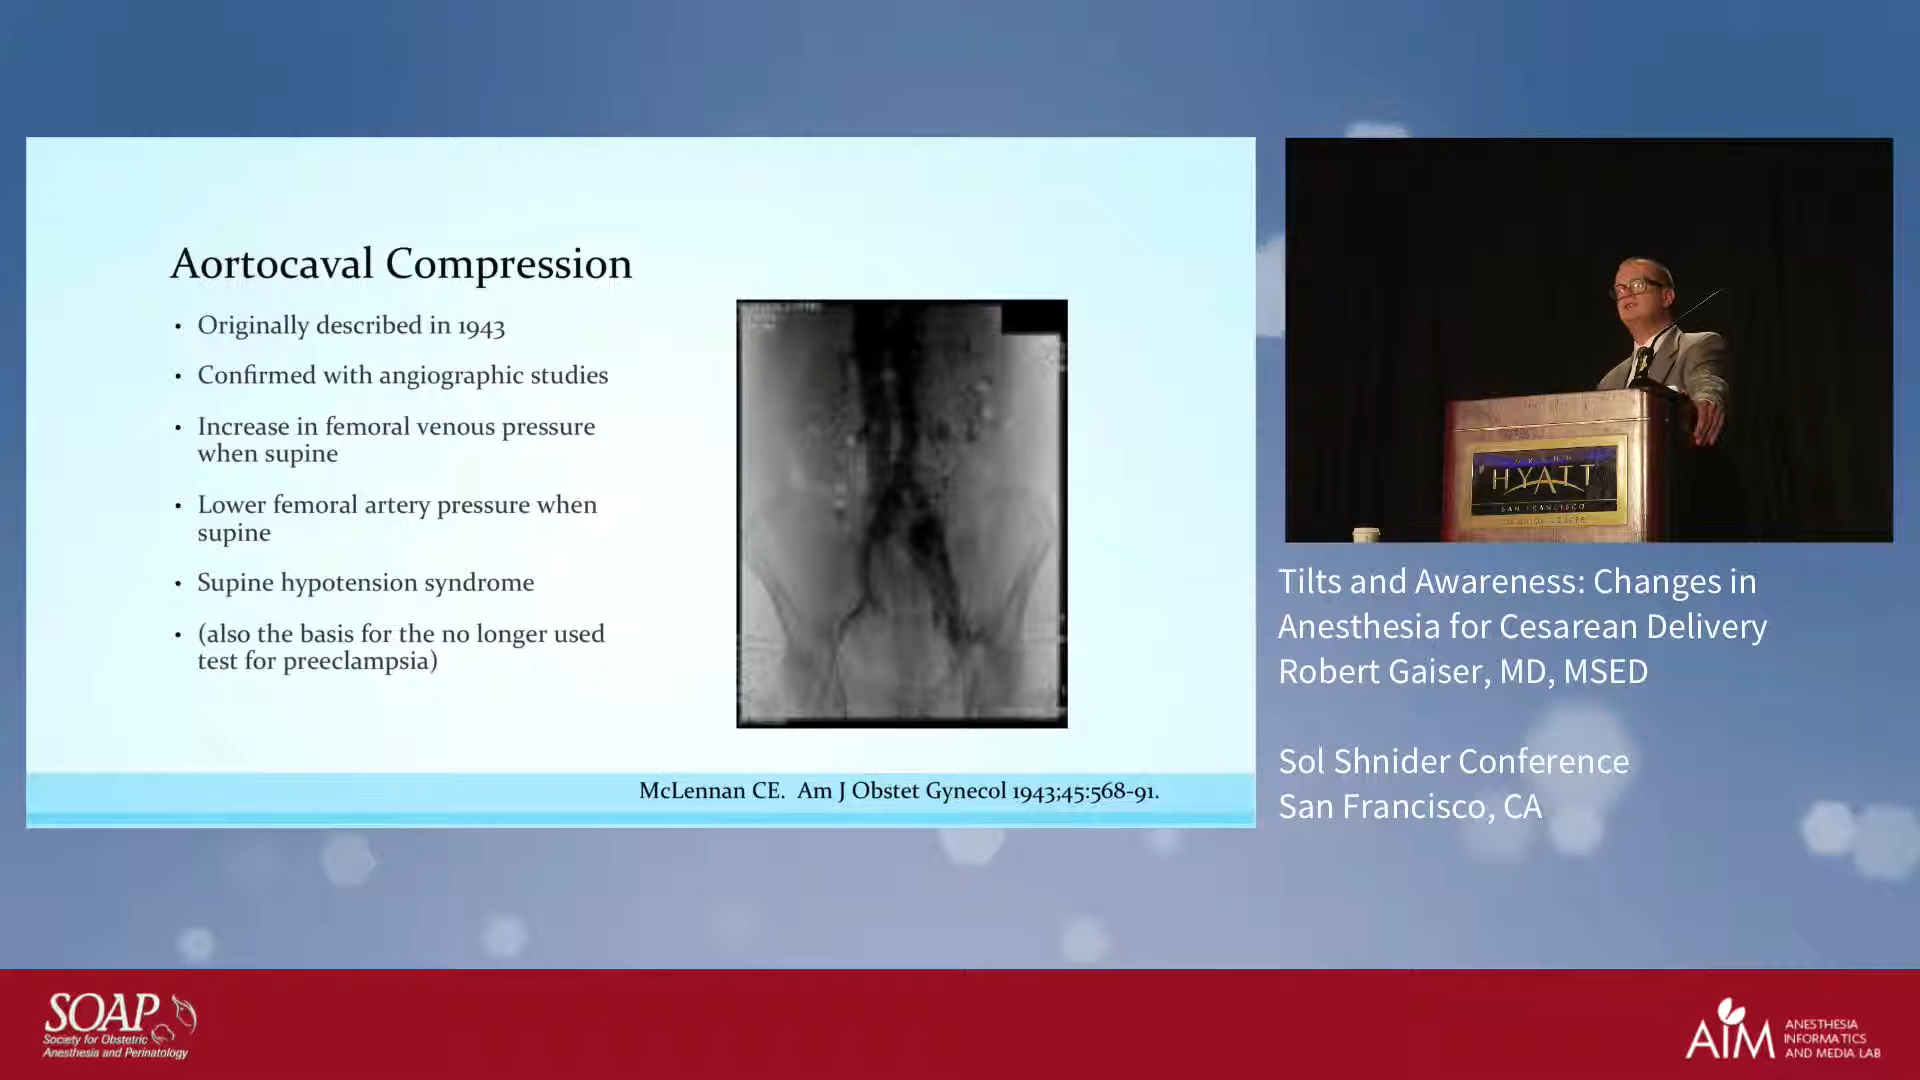 Aortocaval Compression
• Originally described in 1943
• Confirmed with angiographic studies
• Increase in femoral venous pressure
when supine
• Lower femoral artery pressure when
supine
• Supine hypotension syndrome
• (also the basis for the no longer used
test for preeclampsia)
McLennan CE. Am J Obstet Gynecol 1943;45:568-91.
HYATT
SAN FRANCISCO
Tilts and Awareness: Changes in
Anesthesia for Cesarean Delivery
Robert Gaiser, MD, MSED
Sol Shnider Conference
San Francisco, CA
SOAP
Society for Obstetric
Anesthesia and Perinatology
AIM
ANESTHESIA
INFORMATICS
AND MEDIA LAB